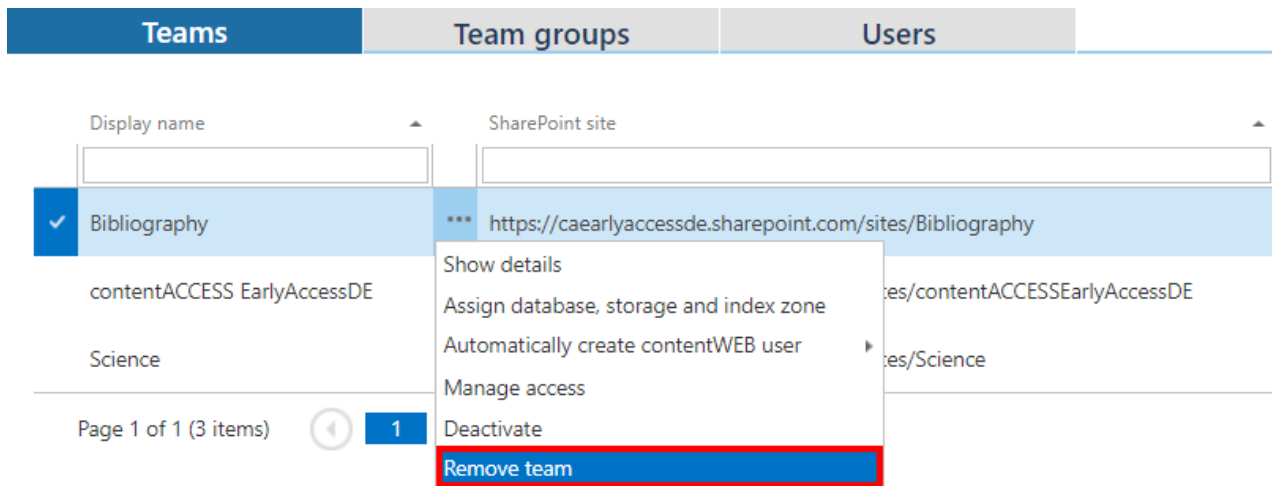 Teams Team groups Users
Display name SharePoint site
Bibliography ••• https://caearlyaccessde.sharepoint.com/sites/Bibliography
Show details
contentACCESS EarlyAccessDE tes/contentACCESSEarlyAccessDE
Assign database, storage and index zone
Automatically create contentWEB user
Science tes/Science
Manage access
Page 1 of 1 (3 items) 1 Deactivate
Remove team